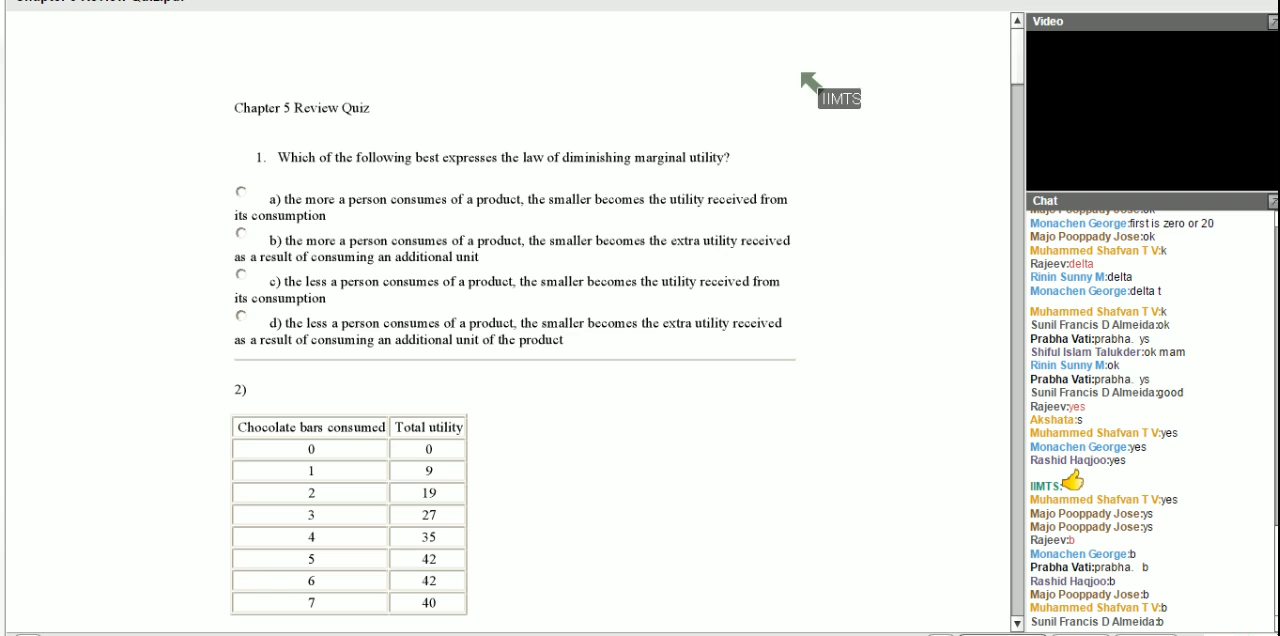 IIMTS
Chapter 5 Review Quiz
1. Which of the following best expresses the law of diminishing marginal utility?
a) the more a person consumes of a product, the smaller becomes the utility received from
its consumption
b) the more a person consumes of a product, the smaller becomes the extra utility received
as a result of consuming an additional unit
c) the less a person consumes of a product, the smaller becomes the utility received from
its consumption
d) the less a person consumes of a product, the smaller becomes the extra utility received
as a result of consuming an additional unit of the product
2)
Chocolate bars consumed Total utility
0 0
1 9
2 19
3 27
4 35
5 42
6 42
7 40
Video
Chat
Monachen George:first is zero or 20
Majo Pooppady Jose:ok
Muhammed Shafvan T V:k
Rajeev:delta
Rinin Sunny M:delta
Monachen George:delta t
Muhammed Shafvan T V:k
Sunil Francis D Almeida:ok
Prabha Vati:prabha. ys
Shiful Islam Talukder:ok mam
Rinin Sunny M:ok
Prabha Vati:prabha. ys
Sunil Francis D Almeida:good
Rajeev:yes
Akshata:s
Muhammed Shafvan T V:yes
Monachen George:yes
Rashid Haqjoo:yes
IIMTS:
Muhammed Shafvan T V:yes
Majo Pooppady Jose:ys
Majo Pooppady Jose:ys
Rajeev:b
Monachen George:b
Prabha Vati:prabha. b
Rashid Haqjoo:b
Majo Pooppady Jose:b
Muhammed Shafvan T V:b
Sunil Francis D Almeida:b